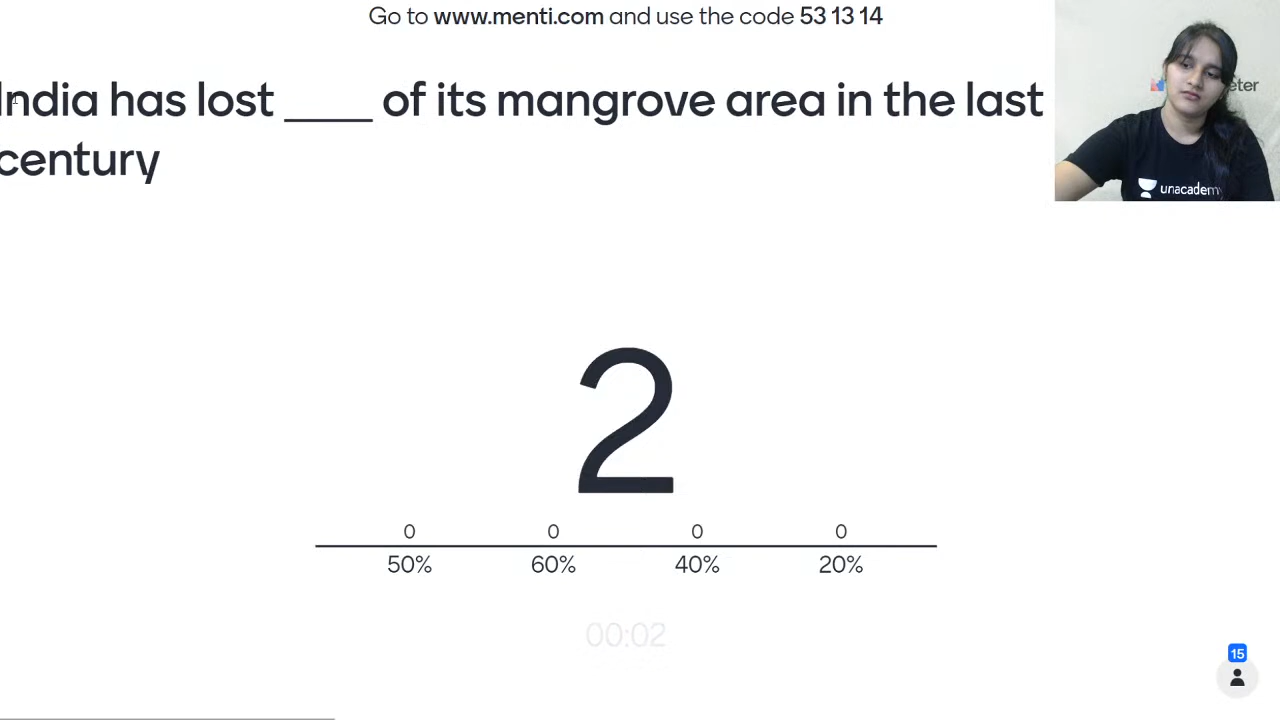 Go to www.menti.com and use the code 53 13 14
India has lost ____ of its mangrove area in the last
century
eter
unacademy
2
0 0 0 0
50% 60% 40% 20%
00:02
15